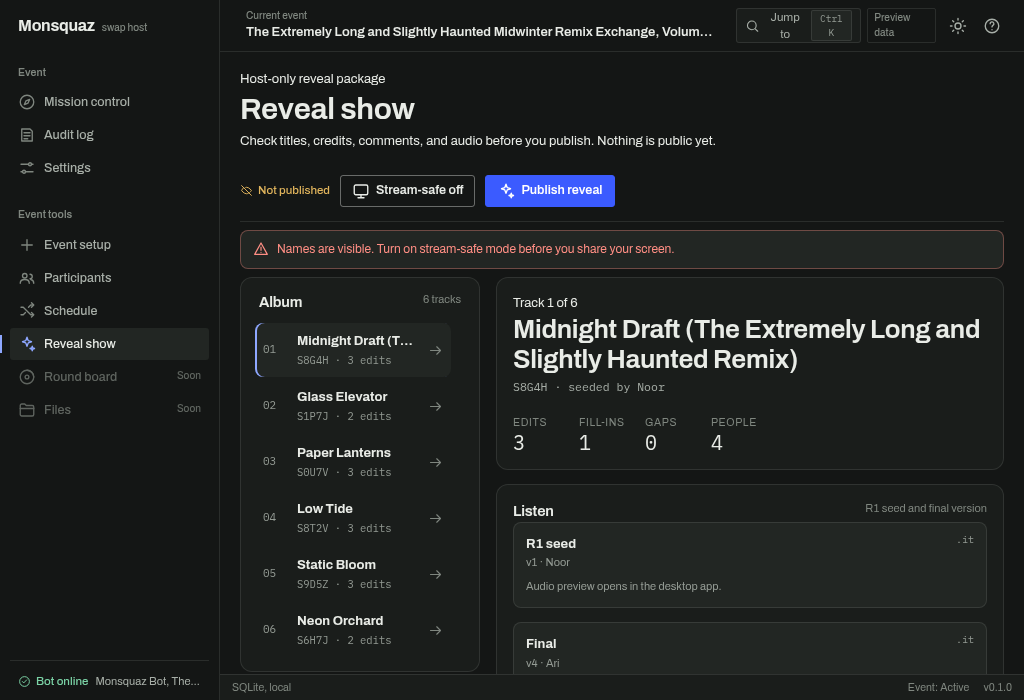 Monsquaz swap host
Event
Mission control
Audit log
Settings
Event tools
Event setup
Participants
Schedule
Reveal show
Round board Soon
Files Soon
Bot online Monsquaz Bot, The...
Current event
The Extremely Long and Slightly Haunted Midwinter Remix Exchange, Volum...
Jump to
Ctrl K
Preview data
Host-only reveal package
Reveal show
Check titles, credits, comments, and audio before you publish. Nothing is public yet.
Not published
Stream-safe off
Publish reveal
Names are visible. Turn on stream-safe mode before you share your screen.
Album 6 tracks
01 Midnight Draft (T...
S8G4H · 3 edits
02 Glass Elevator
S1P7J · 2 edits
03 Paper Lanterns
S0U7V · 3 edits
04 Low Tide
S8T2V · 3 edits
05 Static Bloom
S9D5Z · 3 edits
06 Neon Orchard
S6H7J · 2 edits
Track 1 of 6
Midnight Draft (The Extremely Long and
Slightly Haunted Remix)
S8G4H · seeded by Noor
EDITS FILL-INS GAPS PEOPLE
3 1 0 4
Listen R1 seed and final version
R1 seed .it
v1 · Noor
Audio preview opens in the desktop app.
Final .it
v4 · Ari
SQLite, local
Event: Active v0.1.0